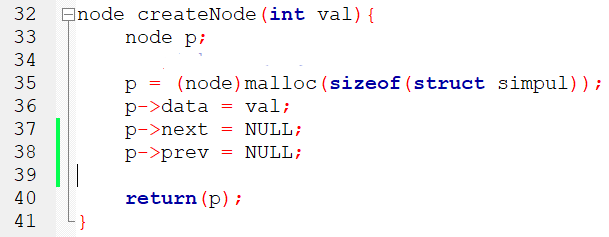 32 node createNode(int val){
33 node p;
34
35 p = (node)malloc(sizeof(struct simpul));
36 p->data = val;
37 p->next = NULL;
38 p->prev = NULL;
39
40 return(p);
41 }